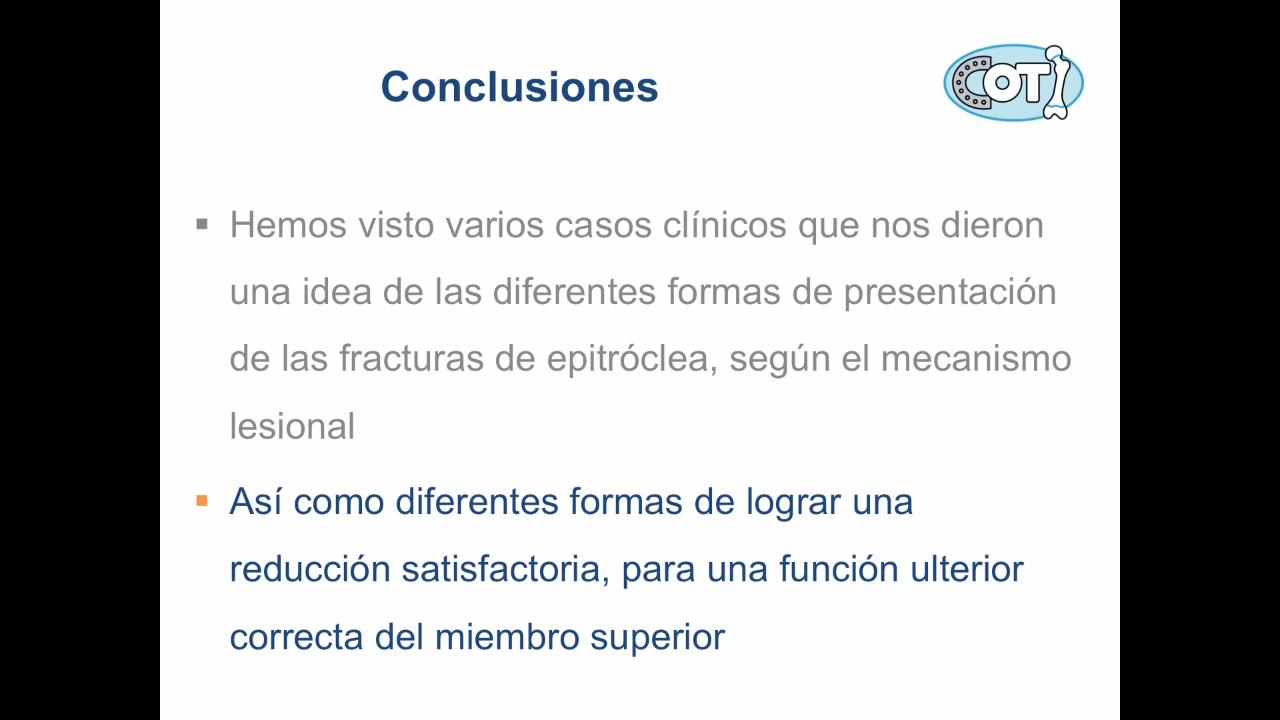 Conclusiones
COTI
▪ Hemos visto varios casos clínicos que nos dieron
una idea de las diferentes formas de presentación
de las fracturas de epitróclea, según el mecanismo
lesional
▪ Así como diferentes formas de lograr una
reducción satisfactoria, para una función ulterior
correcta del miembro superior